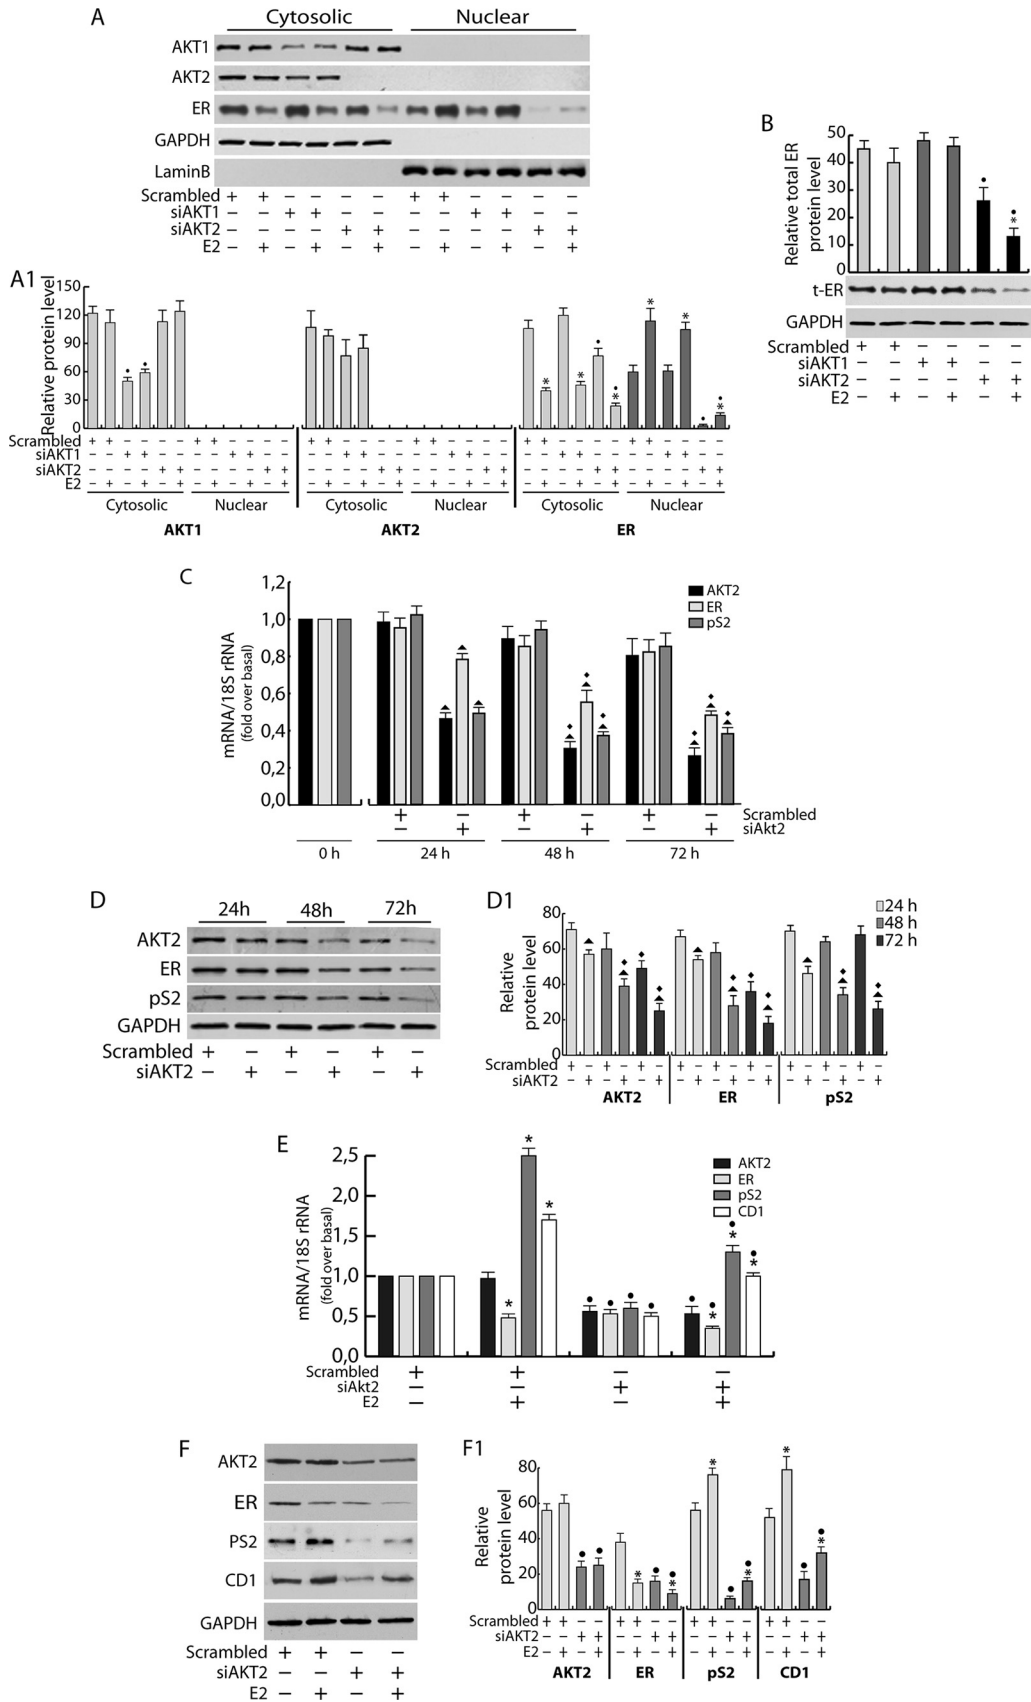 A
Cytosolic Nuclear
AKT1
AKT2
ER
GAPDH
LaminB
Scrambled + + − − − − + + − − − −
siAKT1 − − + + − − − − + + − −
siAKT2 − − − − + + − − − − + +
E2 − + − + − + − + − + − +
B
Relative total ER
protein level
50
40
30
20
10
0
t-ER
GAPDH
Scrambled + + − − − −
siAKT1 − − + + − −
siAKT2 − − − − + +
E2 − + − + − +
A1
Relative protein level
150
120
90
60
30
0
Scrambled + + − − − − + + − − − − + + − − − − + + − − − − + + − − − − + + − − − −
siAKT1 − − + + − − − − + + − − − − + + − − − − + + − − − − + + − − − − + + − −
siAKT2 − − − − + + − − − − + + − − − − + + − − − − + + − − − − + + − − − − + +
E2 − + − + − + − + − + − + − + − + − + − + − + − + − + − + − + − + − + − +
Cytosolic Nuclear Cytosolic Nuclear Cytosolic Nuclear
AKT1 AKT2 ER
C
mRNA/18S rRNA
(fold over basal)
1,2
1,0
0,8
0,6
0,4
0,2
0,0
AKT2
ER
pS2
+ − + − + − Scrambled
− + − + − + siAkt2
0 h 24 h 48 h 72 h
D
24h 48h 72h
AKT2
ER
pS2
GAPDH
Scrambled + − + − + −
siAKT2 − + − + − +
D1
Relative
protein level
80
60
40
20
0
24 h
48 h
72 h
Scrambled + − + − + − + − + − + − + − + − + −
siAKT2 − + − + − + − + − + − + − + − + − +
AKT2 ER pS2
E
mRNA/18S rRNA
(fold over basal)
2,5
2,0
1,5
1,0
0,5
0,0
AKT2
ER
pS2
CD1
Scrambled + + − −
siAkt2 − − + +
E2 − + − +
F
AKT2
ER
PS2
CD1
GAPDH
Scrambled + + − −
siAKT2 − − + +
E2 − + − +
F1
Relative
protein level
80
60
40
20
0
Scrambled + + − − + + − − + + − − + + − −
siAKT2 − − + + − − + + − − + + − − + +
E2 − + − + − + − + − + − + − + − +
AKT2 ER pS2 CD1